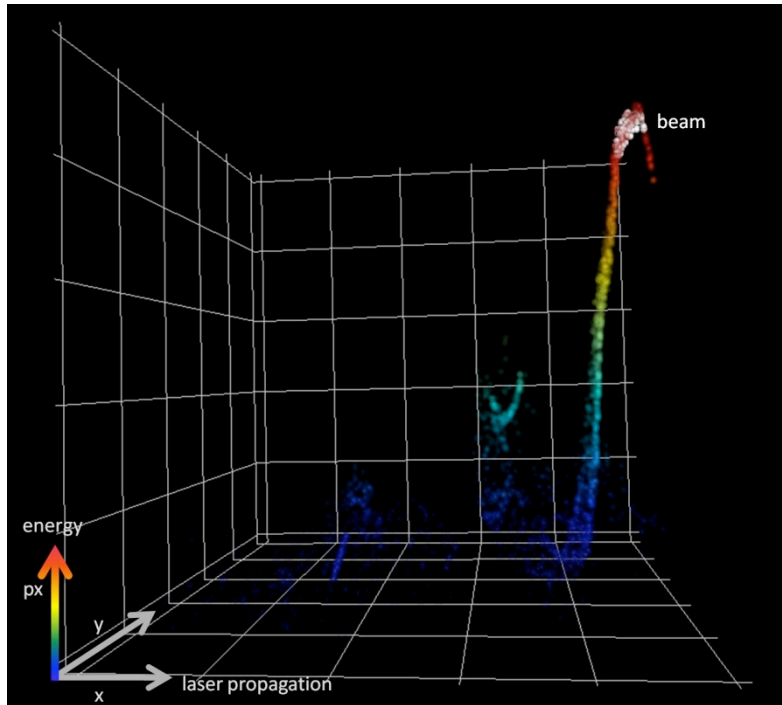 beam
energy
px
y
x
laser propagation